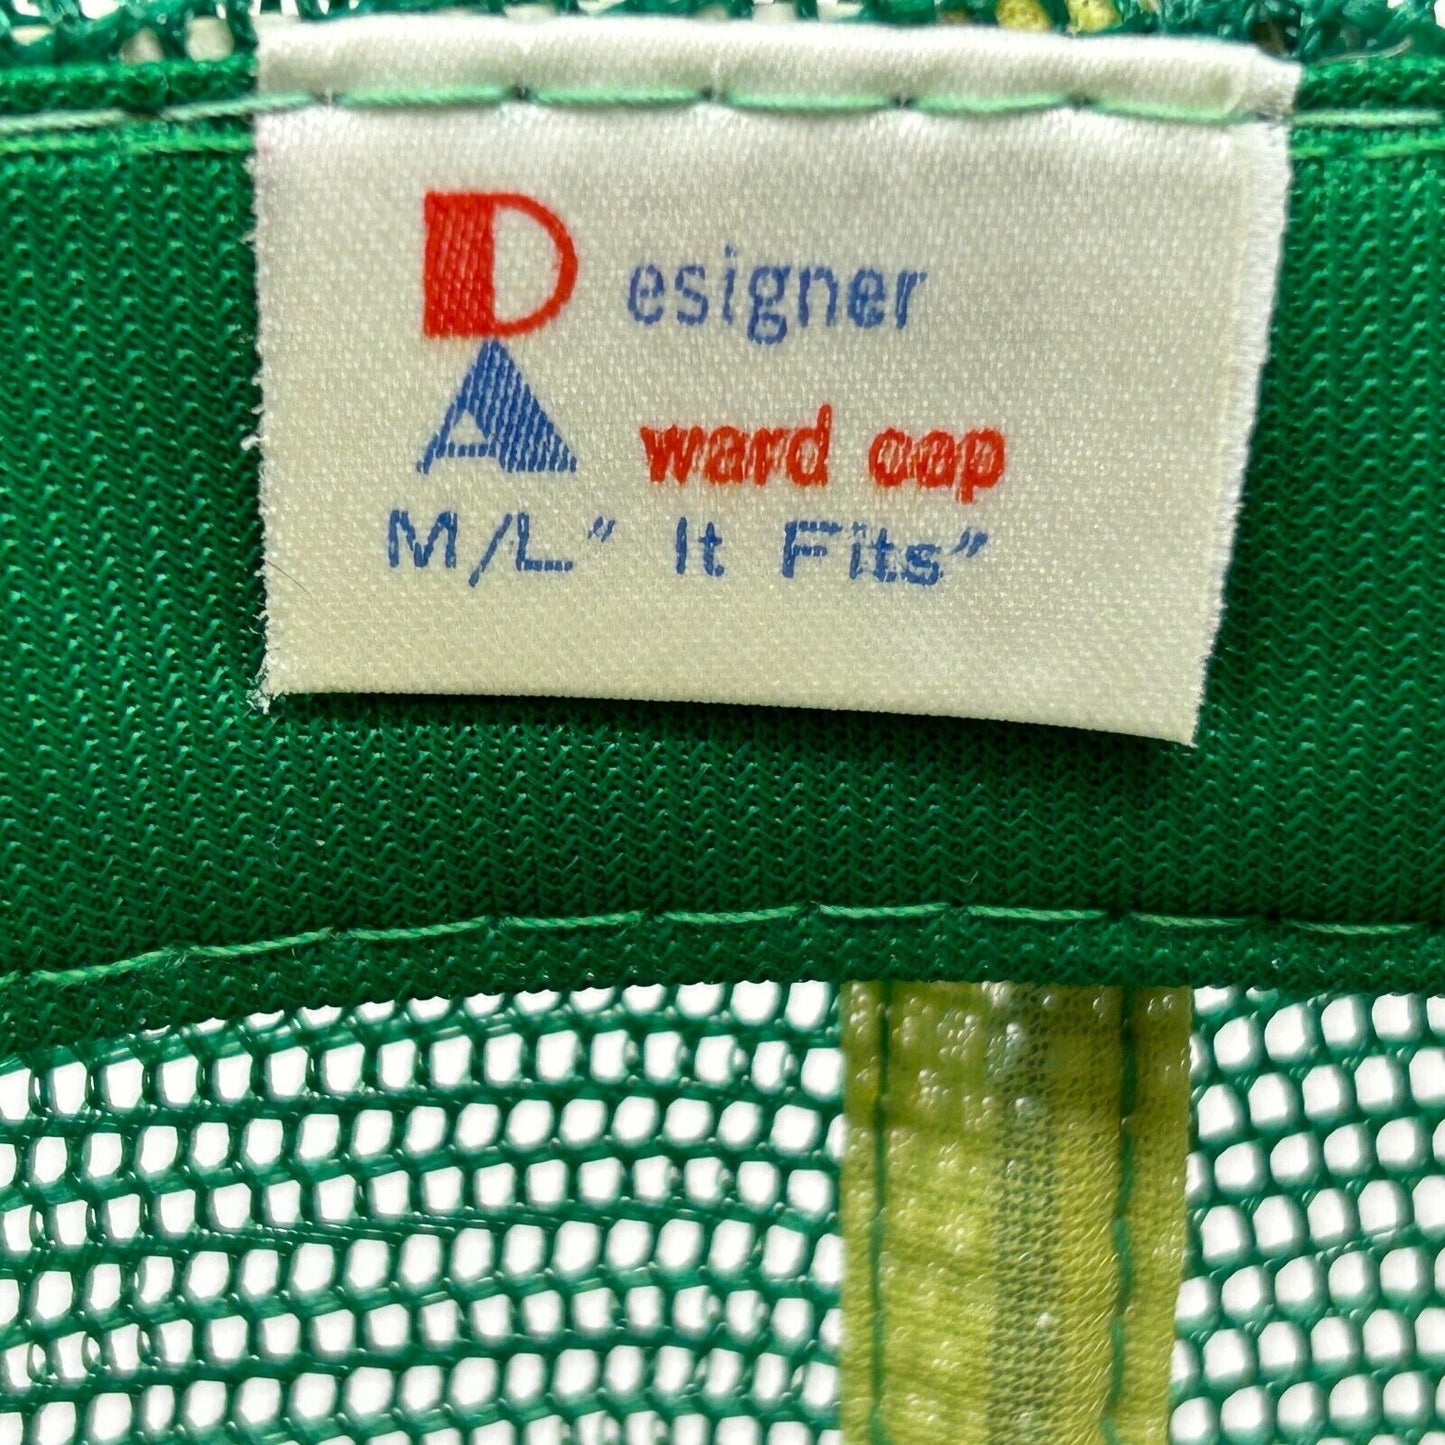 Designer
Award cap
M/L" It Fits"